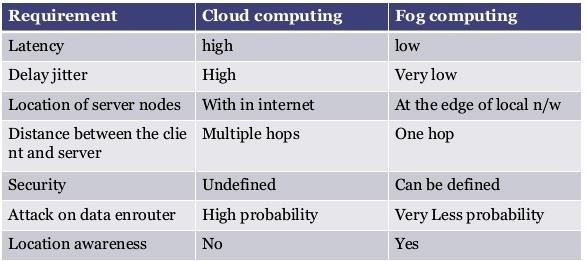 Requirement Cloud computing Fog computing
Latency high low
Delay jitter High Very low
Location of server nodes With in internet At the edge of local n/w
Distance between the clie Multiple hops One hop
nt and server
Security Undefined Can be defined
Attack on data enrouter High probability Very Less probability
Location awareness No Yes